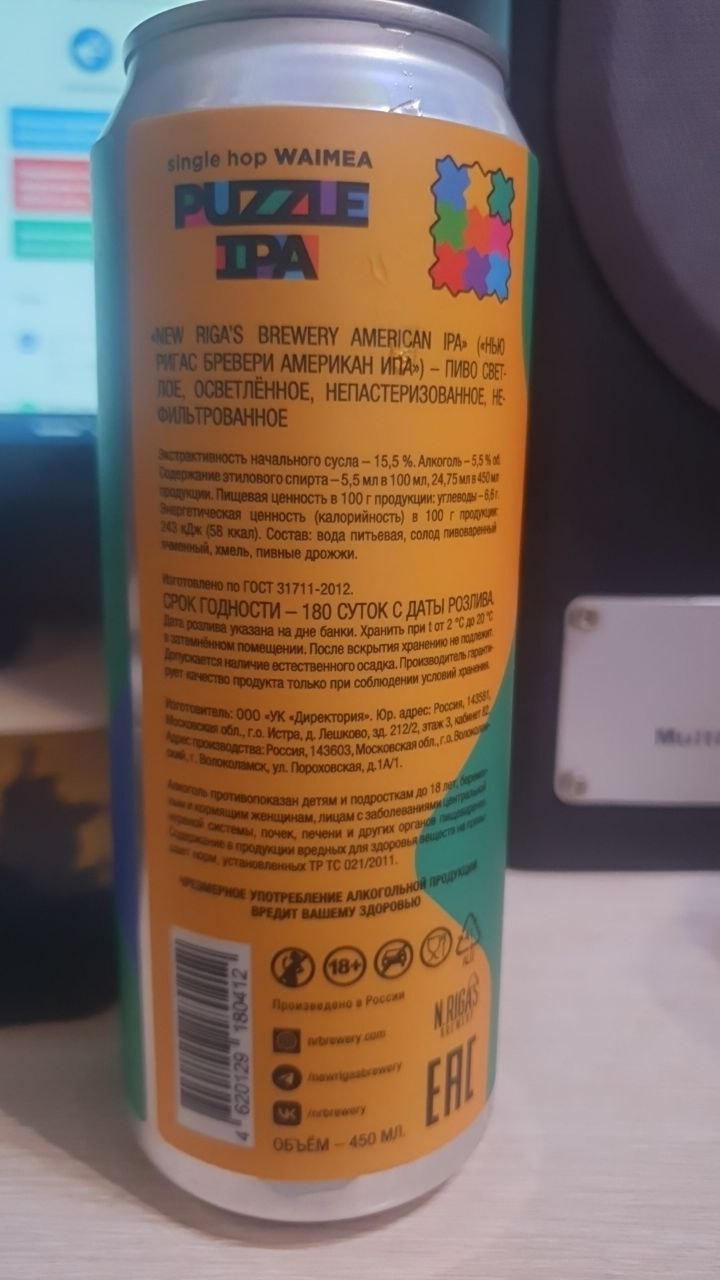 single hop WAIMEA
PUZZLE
IPA
«NEW RIGA'S BREWERY AMERICAN IPA» («НЬЮ
РИГАС БРЕВЕРИ АМЕРИКАН ИПА») – ПИВО СВЕТ-
ЛОЕ, ОСВЕТЛЁННОЕ, НЕПАСТЕРИЗОВАННОЕ, НЕ-
ФИЛЬТРОВАННОЕ
Экстрактивность начального сусла – 15,5 %. Алкоголь – 5,5 % об.
Содержание этилового спирта – 5,5 мл в 100 мл, 24,75 мл в 450 мл
продукции. Пищевая ценность в 100 г продукции: углеводы – 6,6 г.
Энергетическая ценность (калорийность) в 100 г продукции:
243 кДж (58 ккал). Состав: вода питьевая, солод пивоваренный
ячменный, хмель, пивные дрожжи.
Изготовлено по ГОСТ 31711-2012.
СРОК ГОДНОСТИ – 180 СУТОК С ДАТЫ РОЗЛИВА.
Дата розлива указана на дне банки. Хранить при t от 2 °С до 20 °С
в затемнённом помещении. После вскрытия хранению не подлежит.
Допускается наличие естественного осадка. Производитель гаранти-
рует качество продукта только при соблюдении условий хранения.
Изготовитель: ООО «УК «Директория». Юр. адрес: Россия, 143581,
Московская обл., г.о. Истра, д. Лешково, зд. 212/2, этаж 3, кабинет 82.
Адрес производства: Россия, 143603, Московская обл., г.о. Волоколам-
ский, г. Волоколамск, ул. Пороховская, д.1А/1.
Алкоголь противопоказан детям и подросткам до 18 лет, беремен-
ным и кормящим женщинам, лицам с заболеваниями центральной
нервной системы, почек, печени и других органов пищеварения.
Содержание в продукции вредных для здоровья веществ не превы-
шает норм, установленных ТР ТС 021/2011.
ЧРЕЗМЕРНОЕ УПОТРЕБЛЕНИЕ АЛКОГОЛЬНОЙ ПРОДУКЦИИ
ВРЕДИТ ВАШЕМУ ЗДОРОВЬЮ
18+
Произведено в России
nrbrewery.com
/newrigasbrewery
/nrbrewery
ОБЪЁМ – 450 МЛ.
N.RIGA'S
BREWERY
EAC
4 620129 180412